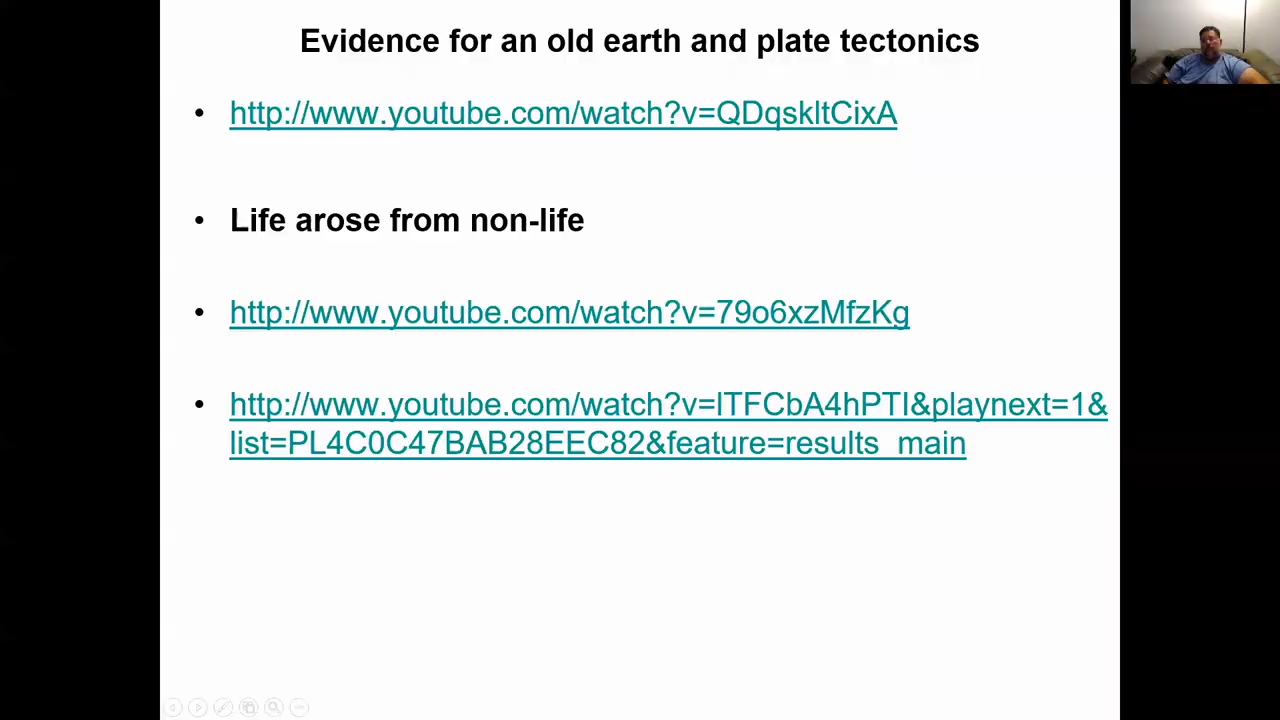 Evidence for an old earth and plate tectonics
• http://www.youtube.com/watch?v=QDqskltCixA
• Life arose from non-life
• http://www.youtube.com/watch?v=79o6xzMfzKg
• http://www.youtube.com/watch?v=lTFCbA4hPTI&playnext=1&
list=PL4C0C47BAB28EEC82&feature=results_main